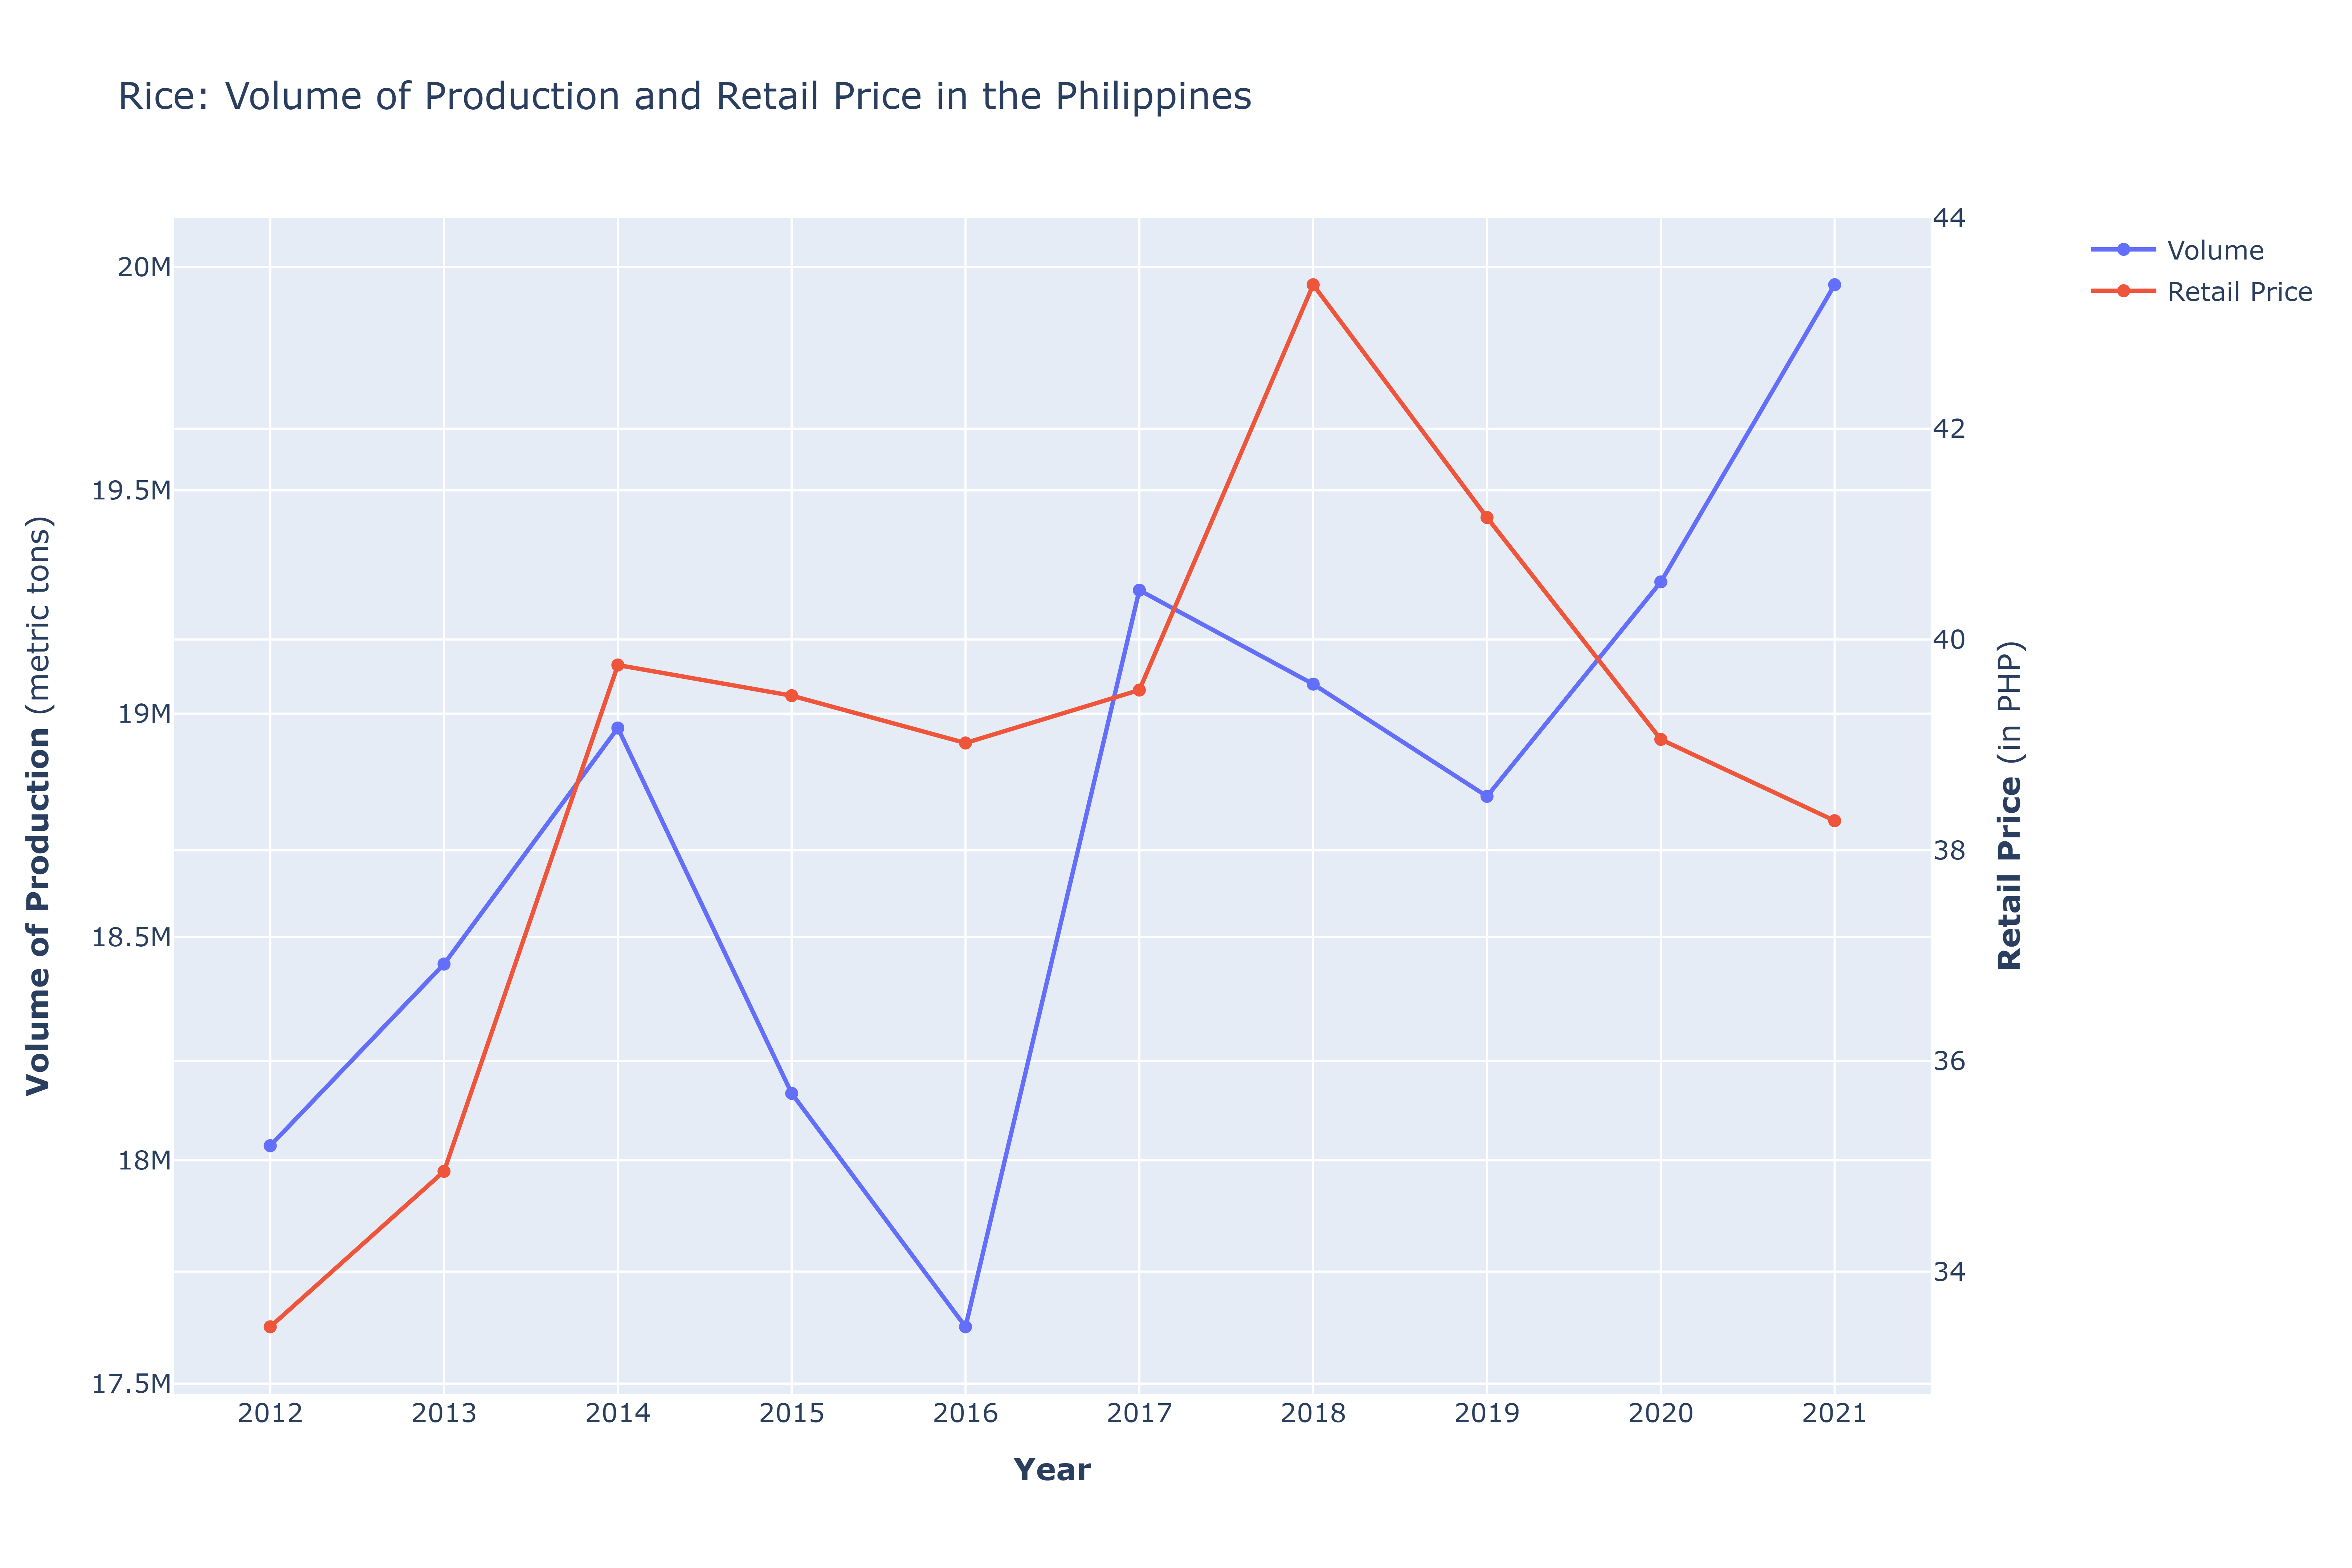 Rice: Volume of Production and Retail Price in the Philippines
Volume
Retail Price
Volume of Production (metric tons)
20M
19.5M
19M
18.5M
18M
17.5M
44
42
40
38
36
34
Retail Price (in PHP)
2012 2013 2014 2015 2016 2017 2018 2019 2020 2021
Year